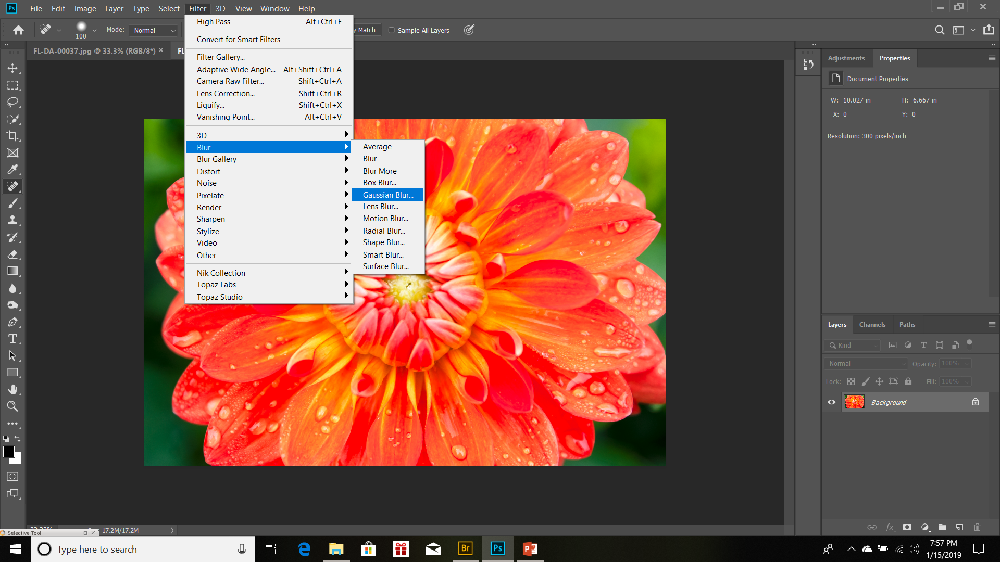 Ps File Edit Image Layer Type Select Filter 3D View Window Help
100 Mode: Normal y Match Sample All Layers
FL-DA-00037.jpg @ 33.3% (RGB/8*) × FL
High Pass Alt+Ctrl+F
Convert for Smart Filters
Filter Gallery...
Adaptive Wide Angle... Alt+Shift+Ctrl+A
Camera Raw Filter... Shift+Ctrl+A
Lens Correction... Shift+Ctrl+R
Liquify... Shift+Ctrl+X
Vanishing Point... Alt+Ctrl+V
3D
Blur
Blur Gallery
Distort
Noise
Pixelate
Render
Sharpen
Stylize
Video
Other
Nik Collection
Topaz Labs
Topaz Studio
Average
Blur
Blur More
Box Blur...
Gaussian Blur...
Lens Blur...
Motion Blur...
Radial Blur...
Shape Blur...
Smart Blur...
Surface Blur...
Adjustments Properties
Document Properties
W: 10.027 in H: 6.667 in
X: 0 Y: 0
Resolution: 300 pixels/inch
Layers Channels Paths
Kind
Normal Opacity: 100%
Lock: Fill: 100%
Background
fx
17.2M/17.2M
Selective Tool
Type here to search
Br Ps
7:57 PM
1/15/2019